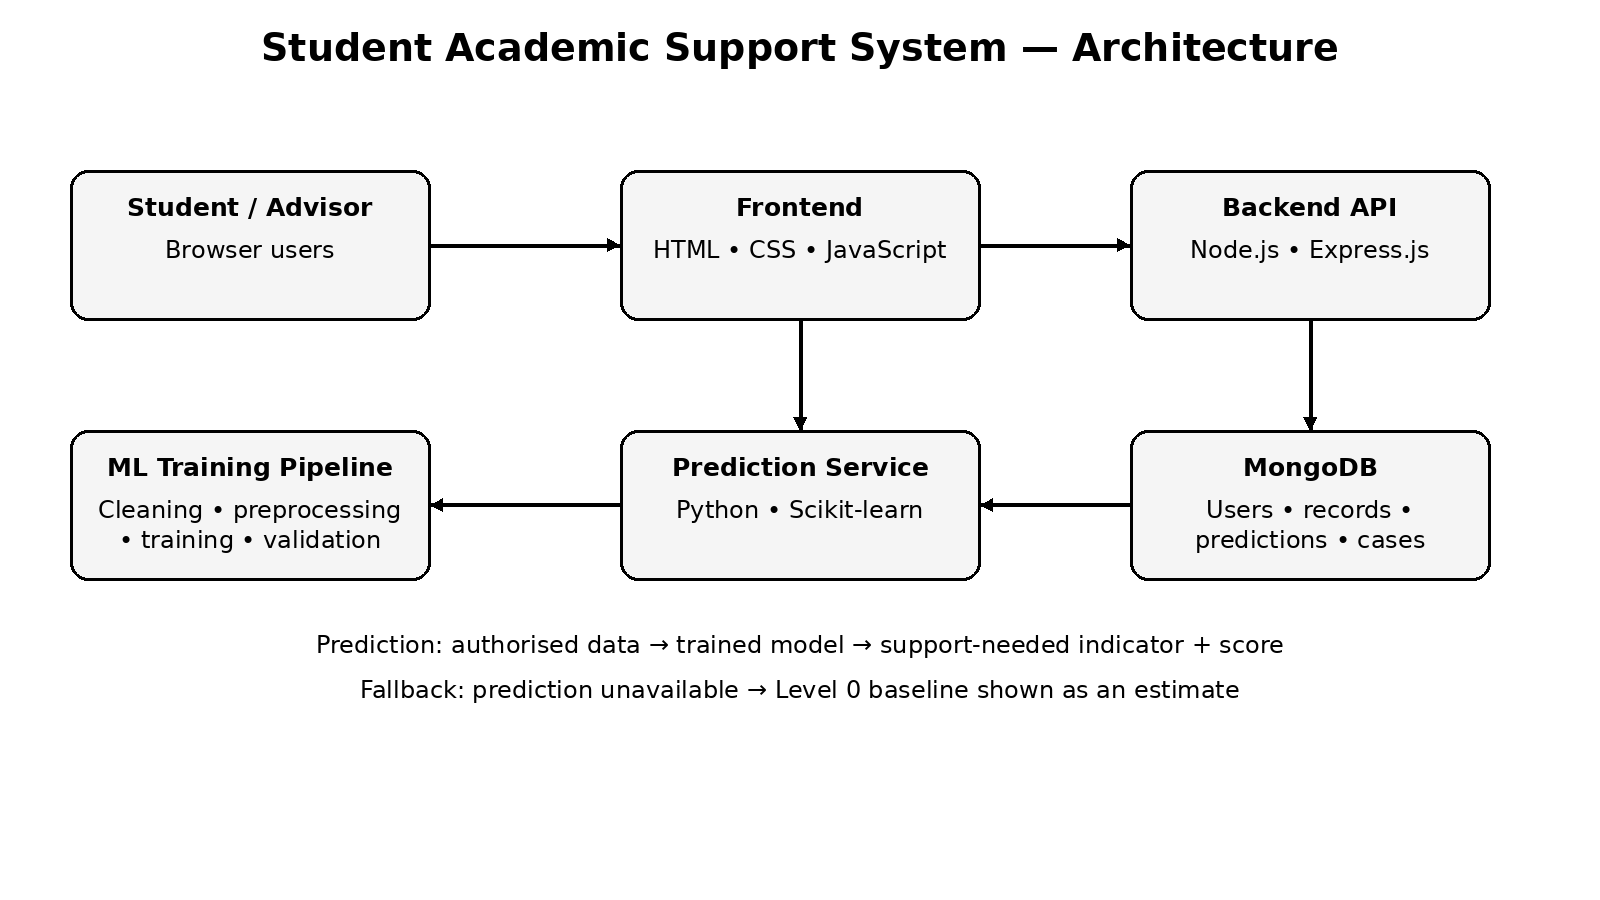 Student Academic Support System — Architecture
Student / Advisor
Browser users
Frontend
HTML • CSS • JavaScript
Backend API
Node.js • Express.js
ML Training Pipeline
Cleaning • preprocessing
• training • validation
Prediction Service
Python • Scikit-learn
MongoDB
Users • records •
predictions • cases
Prediction: authorised data → trained model → support-needed indicator + score
Fallback: prediction unavailable → Level 0 baseline shown as an estimate